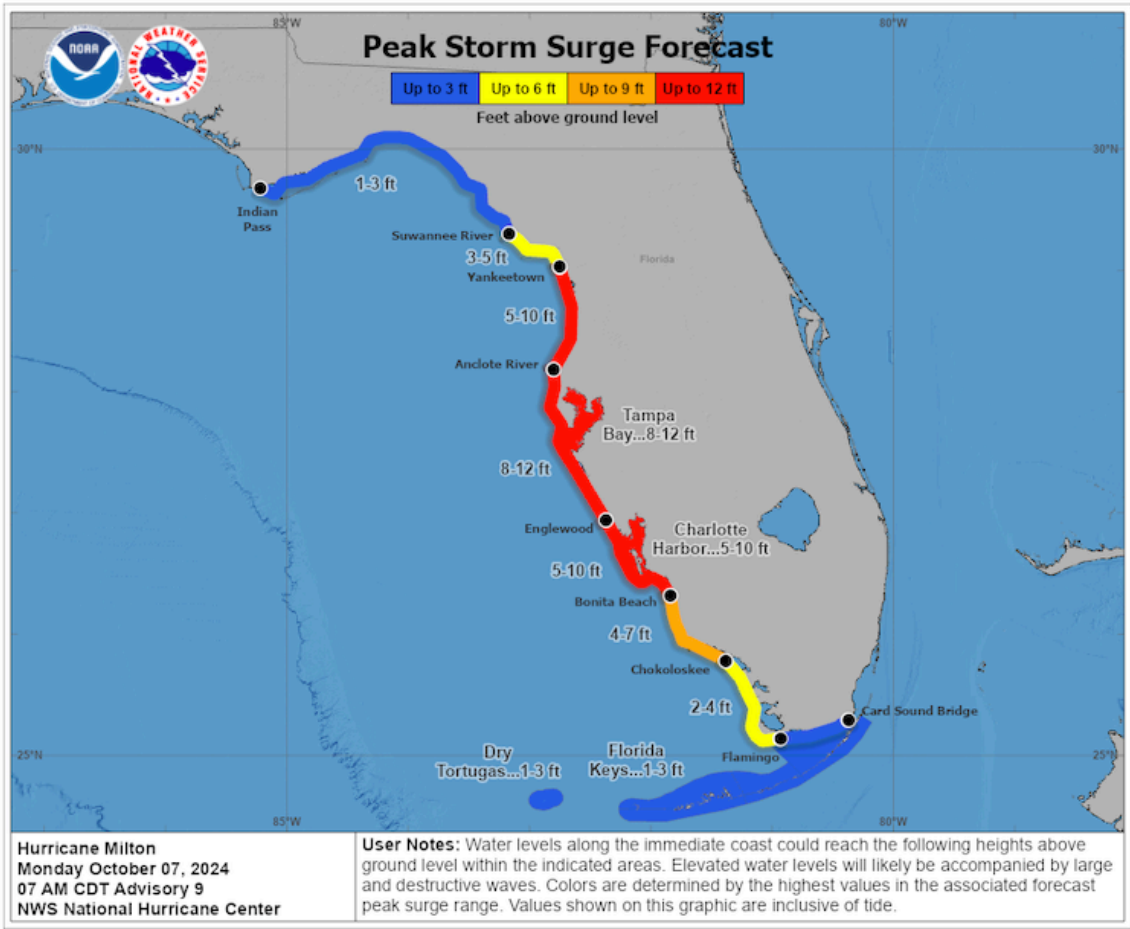 85°W
80°W
NOAA
NATIONAL WEATHER SERVICE
Peak Storm Surge Forecast
Up to 3 ft
Up to 6 ft
Up to 9 ft
Up to 12 ft
Feet above ground level
30°N
30°N
1-3 ft
Indian
Pass
Suwannee River
3-5 ft
Florida
Yankeetown
5-10 ft
Anclote River
Tampa
Bay...8-12 ft
8-12 ft
Englewood
Charlotte
Harbor...5-10 ft
5-10 ft
Bonita Beach
4-7 ft
Chokoloskee
2-4 ft
Card Sound Bridge
Flamingo
Dry
Tortugas...1-3 ft
Florida
Keys...1-3 ft
25°N
25°N
85°W
80°W
Hurricane Milton
Monday October 07, 2024
07 AM CDT Advisory 9
NWS National Hurricane Center
User Notes: Water levels along the immediate coast could reach the following heights above
ground level within the indicated areas. Elevated water levels will likely be accompanied by large
and destructive waves. Colors are determined by the highest values in the associated forecast
peak surge range. Values shown on this graphic are inclusive of tide.